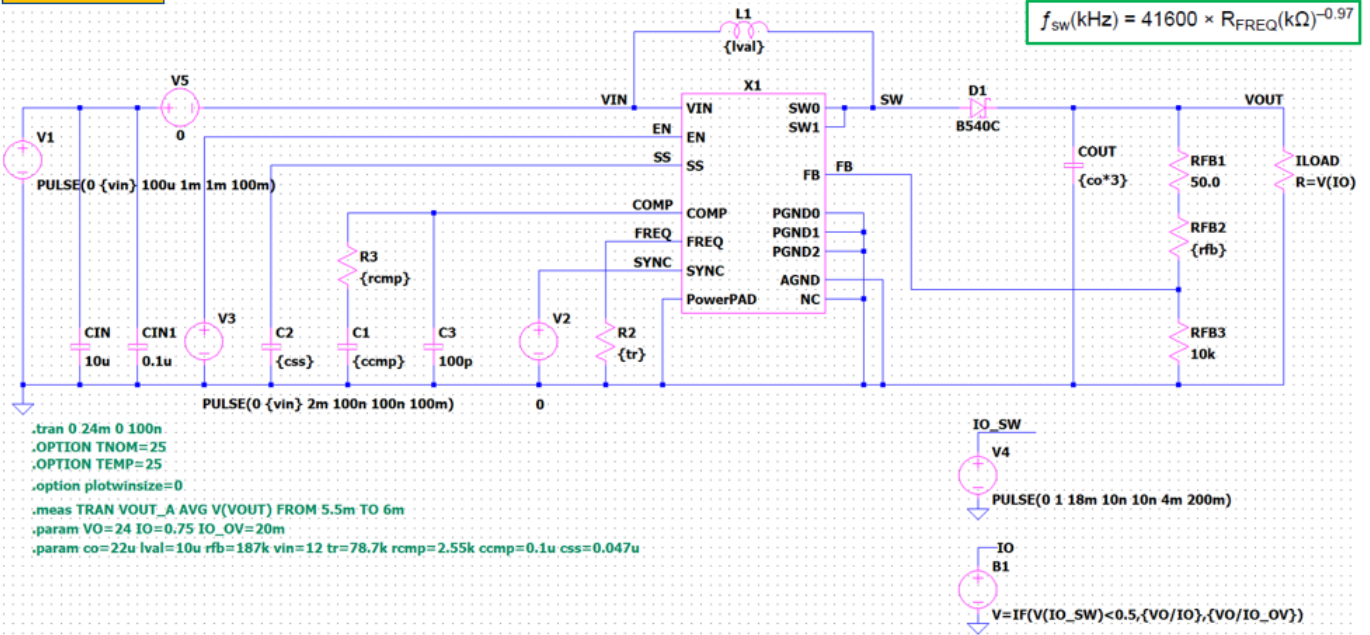 fsw(kHz) = 41600 × RFREQ(kΩ)–0.97
L1
{lval}
V5
0
VIN
X1
VIN
SW0
SW
D1
B540C
VOUT
EN
EN
SW1
V1
PULSE(0 {vin} 100u 1m 1m 100m)
SS
SS
FB
FB
COUT
{co*3}
RFB1
50.0
ILOAD
R=V(IO)
COMP
COMP
PGND0
FREQ
FREQ
PGND1
PGND2
RFB2
{rfb}
R3
{rcmp}
SYNC
SYNC
AGND
PowerPAD
NC
CIN
10u
CIN1
0.1u
V3
C2
{css}
C1
{ccmp}
C3
100p
V2
R2
{tr}
RFB3
10k
PULSE(0 {vin} 2m 100n 100n 100m)
0
.tran 0 24m 0 100n
.OPTION TNOM=25
.OPTION TEMP=25
.option plotwinsize=0
.meas TRAN VOUT_A AVG V(VOUT) FROM 5.5m TO 6m
.param VO=24 IO=0.75 IO_OV=20m
.param co=22u lval=10u rfb=187k vin=12 tr=78.7k rcmp=2.55k ccmp=0.1u css=0.047u
IO_SW
V4
PULSE(0 1 18m 10n 10n 4m 200m)
IO
B1
V=IF(V(IO_SW)<0.5,{VO/IO},{VO/IO_OV})